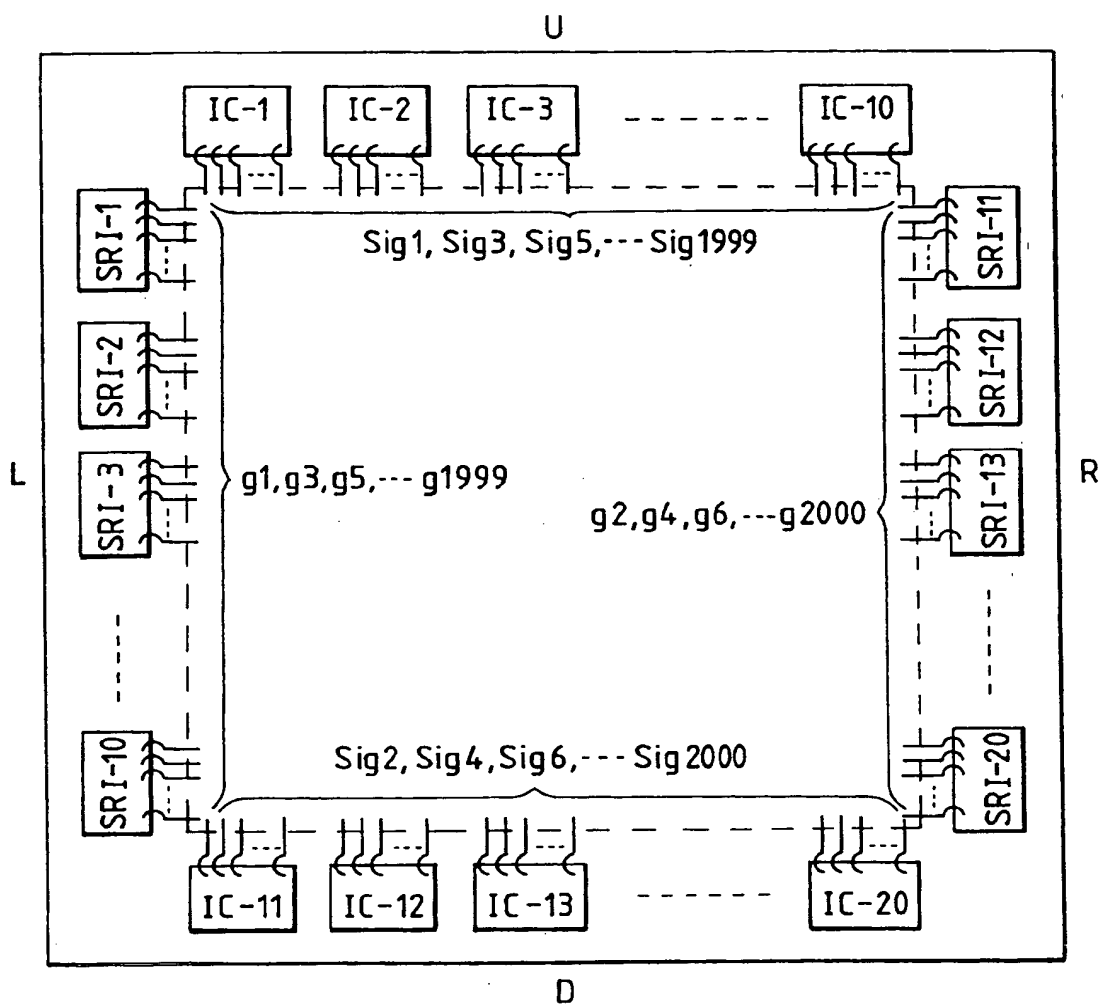 U
IC-1 IC-2 IC-3 IC-10
SRI-1
SRI-11
Sig1, Sig3, Sig5, --- Sig1999
SRI-2
SRI-12
L
SRI-3
g1,g3,g5,--- g1999
SRI-13
R
g2,g4,g6,---g2000
SRI-10
Sig2, Sig4, Sig6, --- Sig2000
SRI-20
IC-11 IC-12 IC-13 IC-20
D